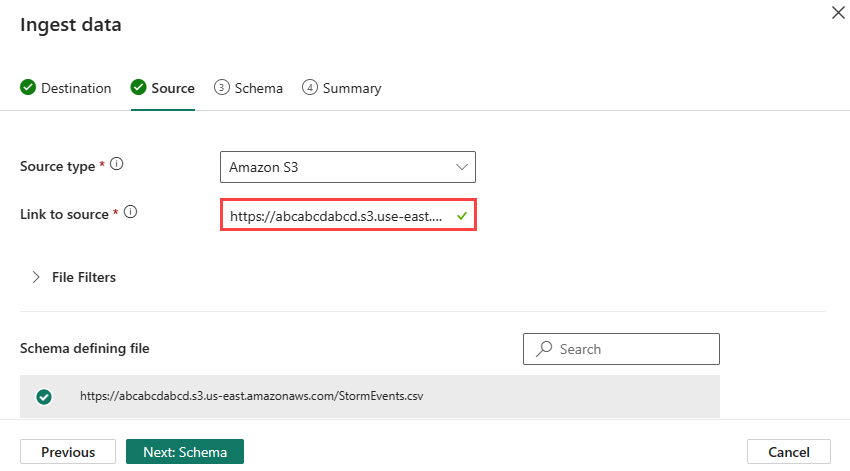 Ingest data
Destination
Source
3 Schema
4 Summary
Source type *
Amazon S3
Link to source *
https://abcabcdabcd.s3.use-east....
File Filters
Schema defining file
Search
https://abcabcdabcd.s3.us-east.amazonaws.com/StormEvents.csv
Previous
Next: Schema
Cancel